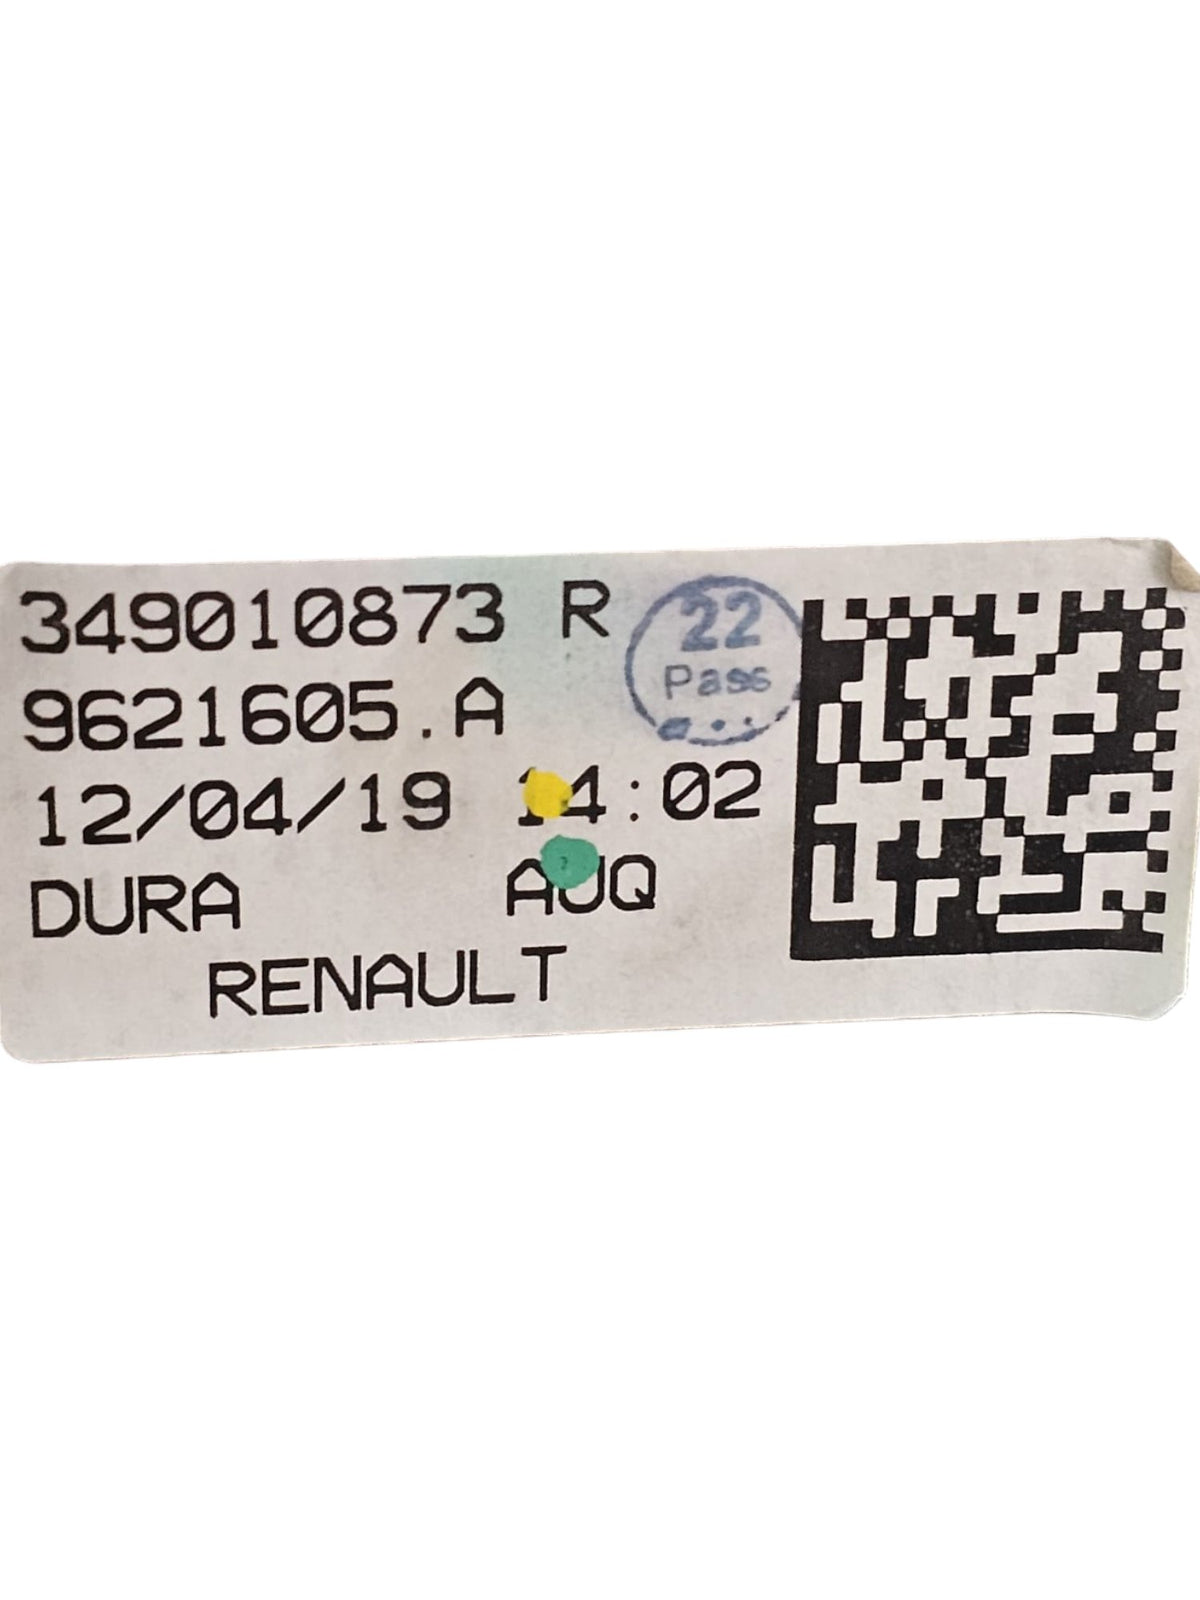 349010873 R
22
Pass
9621605.A
12/04/19 14:02
DURA AUQ
RENAULT